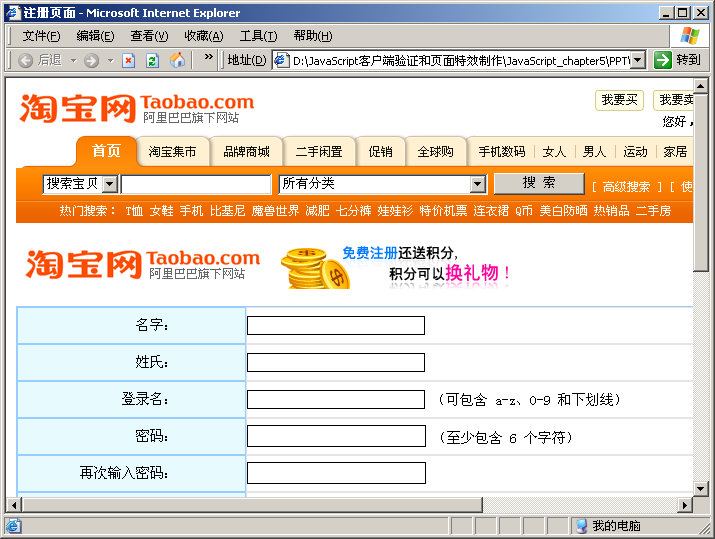 注册页面 - Microsoft Internet Explorer
文件(F) 编辑(E) 查看(V) 收藏(A) 工具(T) 帮助(H)
后退 » 地址(D) D:\JavaScript客户端验证和页面特效制作\JavaScript_chapter5\PPT\ 转到
淘宝网 Taobao.com 我要买 我要卖
阿里巴巴旗下网站 您好，
首页 淘宝集市 品牌商城 二手闲置 促销 全球购 手机数码 女人 男人 运动 家居
搜索宝贝 所有分类 搜 索 [ 高级搜索 ] [ 使
热门搜索： T恤 女鞋 手机 比基尼 魔兽世界 减肥 七分裤 娃娃衫 特价机票 连衣裙 Q币 美白防晒 热销品 二手房
淘宝网 Taobao.com 免费注册还送积分，
阿里巴巴旗下网站 积分可以换礼物！
名字：
姓氏：
登录名： （可包含 a-z、0-9 和下划线）
密码： （至少包含 6 个字符）
再次输入密码：
我的电脑